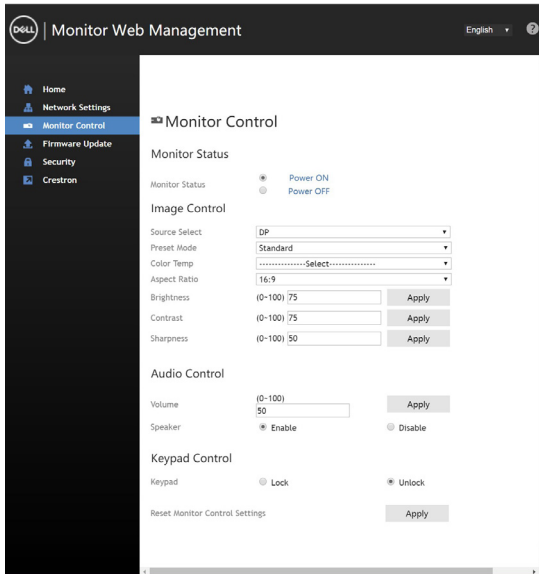 DELL | Monitor Web Management
English
?
Home
Network Settings
Monitor Control
Firmware Update
Security
Crestron
Monitor Control
Monitor Status
Monitor Status Power ON
Power OFF
Image Control
Source Select DP
Preset Mode Standard
Color Temp ---------------Select---------------
Aspect Ratio 16:9
Brightness (0-100) 75 Apply
Contrast (0-100) 75 Apply
Sharpness (0-100) 50 Apply
Audio Control
(0-100)
Volume 50 Apply
Speaker Enable Disable
Keypad Control
Keypad Lock Unlock
Reset Monitor Control Settings Apply